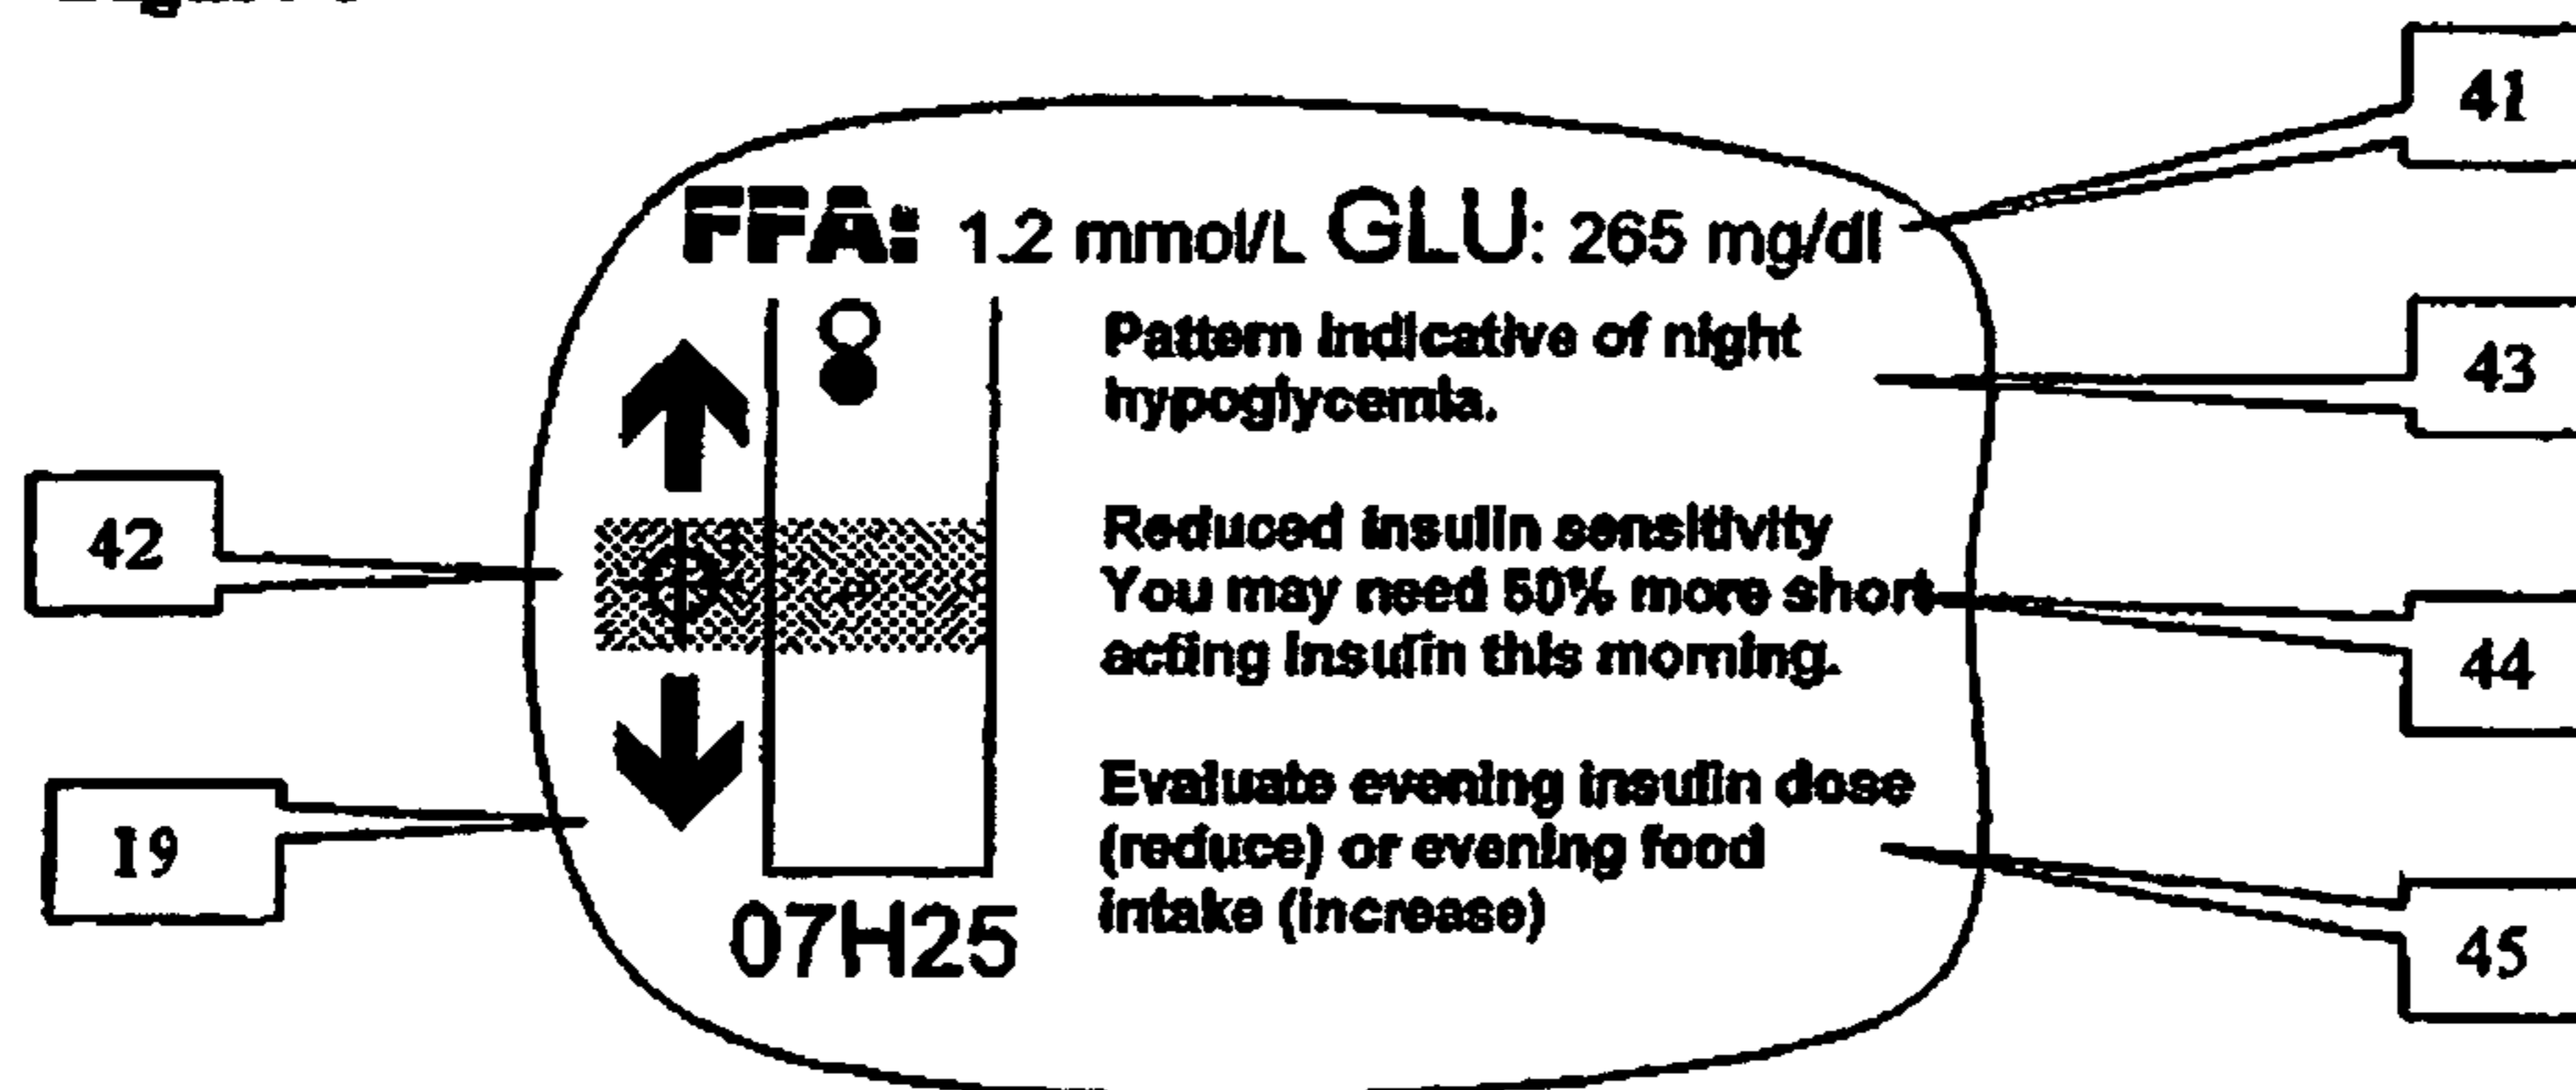 41
FFA: 1.2 mmol/L GLU: 265 mg/dl
Pattern indicative of night
hypoglycemia.
43
42
Reduced insulin sensitivity
You may need 50% more short
acting insulin this morning.
44
19
Evaluate evening insulin dose
(reduce) or evening food
intake (increase)
45
07H25